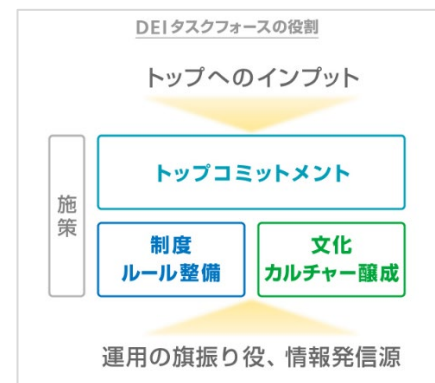 DEIタスクフォースの役割
トップへのインプット
トップコミットメント
施策
制度
ルール整備
文化
カルチャー醸成
運用の旗振り役、情報発信源